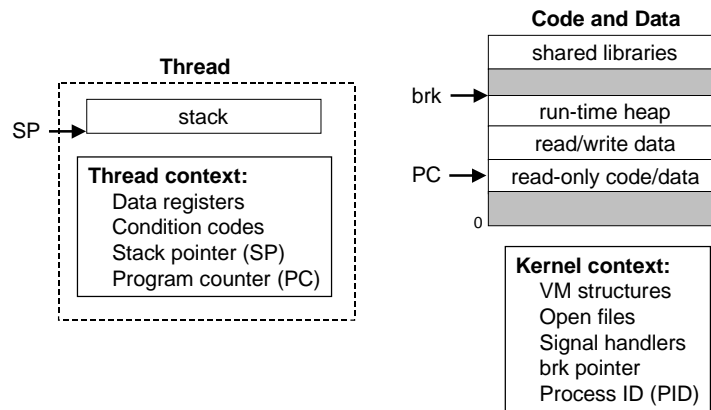 Thread
stack
SP
Thread context:
Data registers
Condition codes
Stack pointer (SP)
Program counter (PC)
Code and Data
shared libraries
brk
run-time heap
read/write data
PC
read-only code/data
0
Kernel context:
VM structures
Open files
Signal handlers
brk pointer
Process ID (PID)